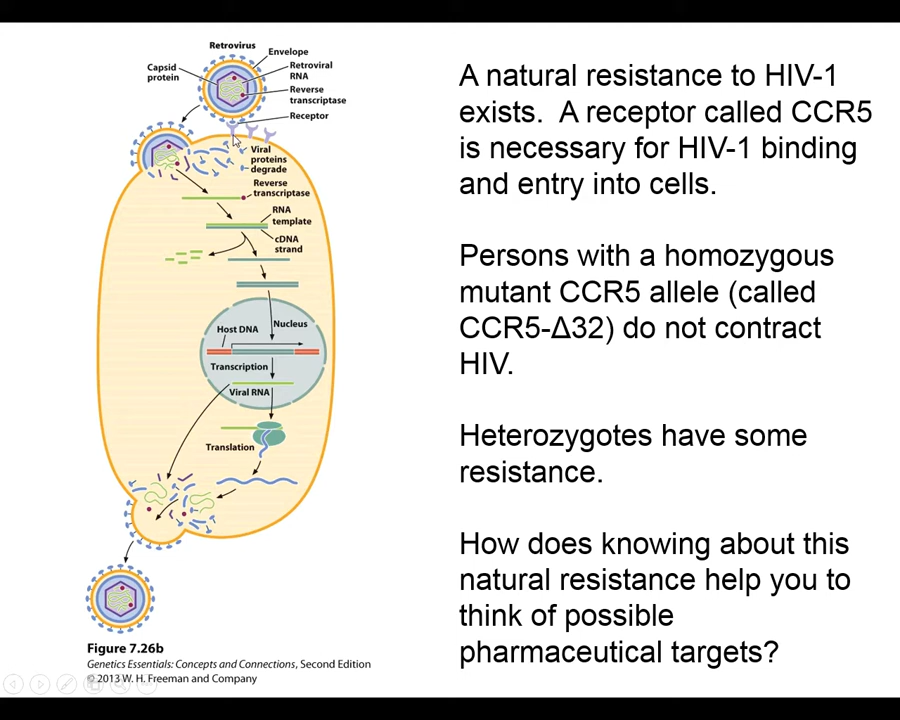 Retrovirus
Envelope
Capsid
protein
Retroviral
RNA
Reverse
transcriptase
Receptor
Viral
proteins
degrade
Reverse
transcriptase
RNA
template
cDNA
strand
Nucleus
Host DNA
Transcription
Viral RNA
Translation
Figure 7.26b
Genetics Essentials: Concepts and Connections, Second Edition
© 2013 W. H. Freeman and Company
A natural resistance to HIV-1
exists.  A receptor called CCR5
is necessary for HIV-1 binding
and entry into cells.
Persons with a homozygous
mutant CCR5 allele (called
CCR5-Δ32) do not contract
HIV.
Heterozygotes have some
resistance.
How does knowing about this
natural resistance help you to
think of possible
pharmaceutical targets?